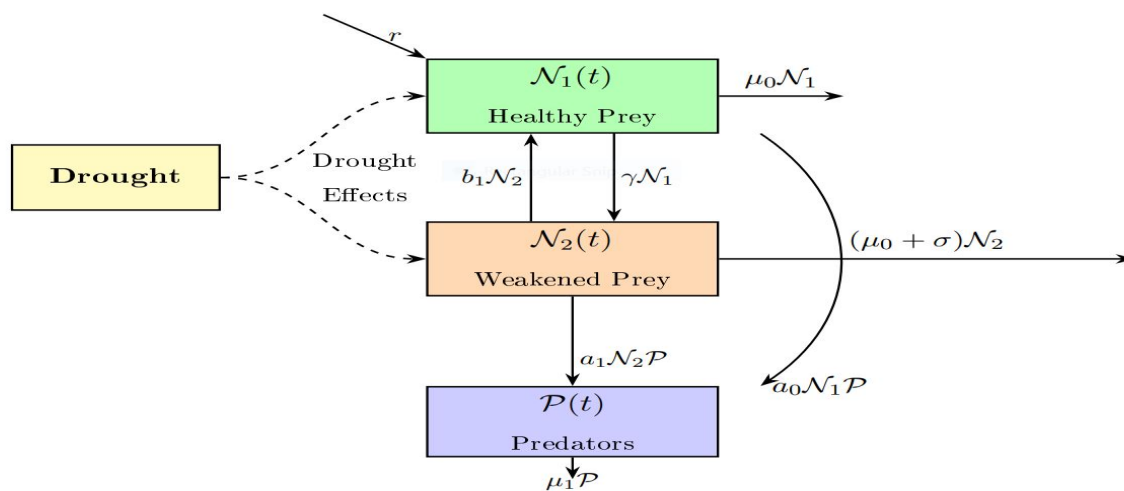 r
𝒩₁(t)
Healthy Prey
μ₀𝒩₁
Drought
Drought
Effects
b₁𝒩₂
γ𝒩₁
𝒩₂(t)
Weakened Prey
(μ₀ + σ)𝒩₂
a₁𝒩₂𝒫
a₀𝒩₁𝒫
𝒫(t)
Predators
μ₁𝒫